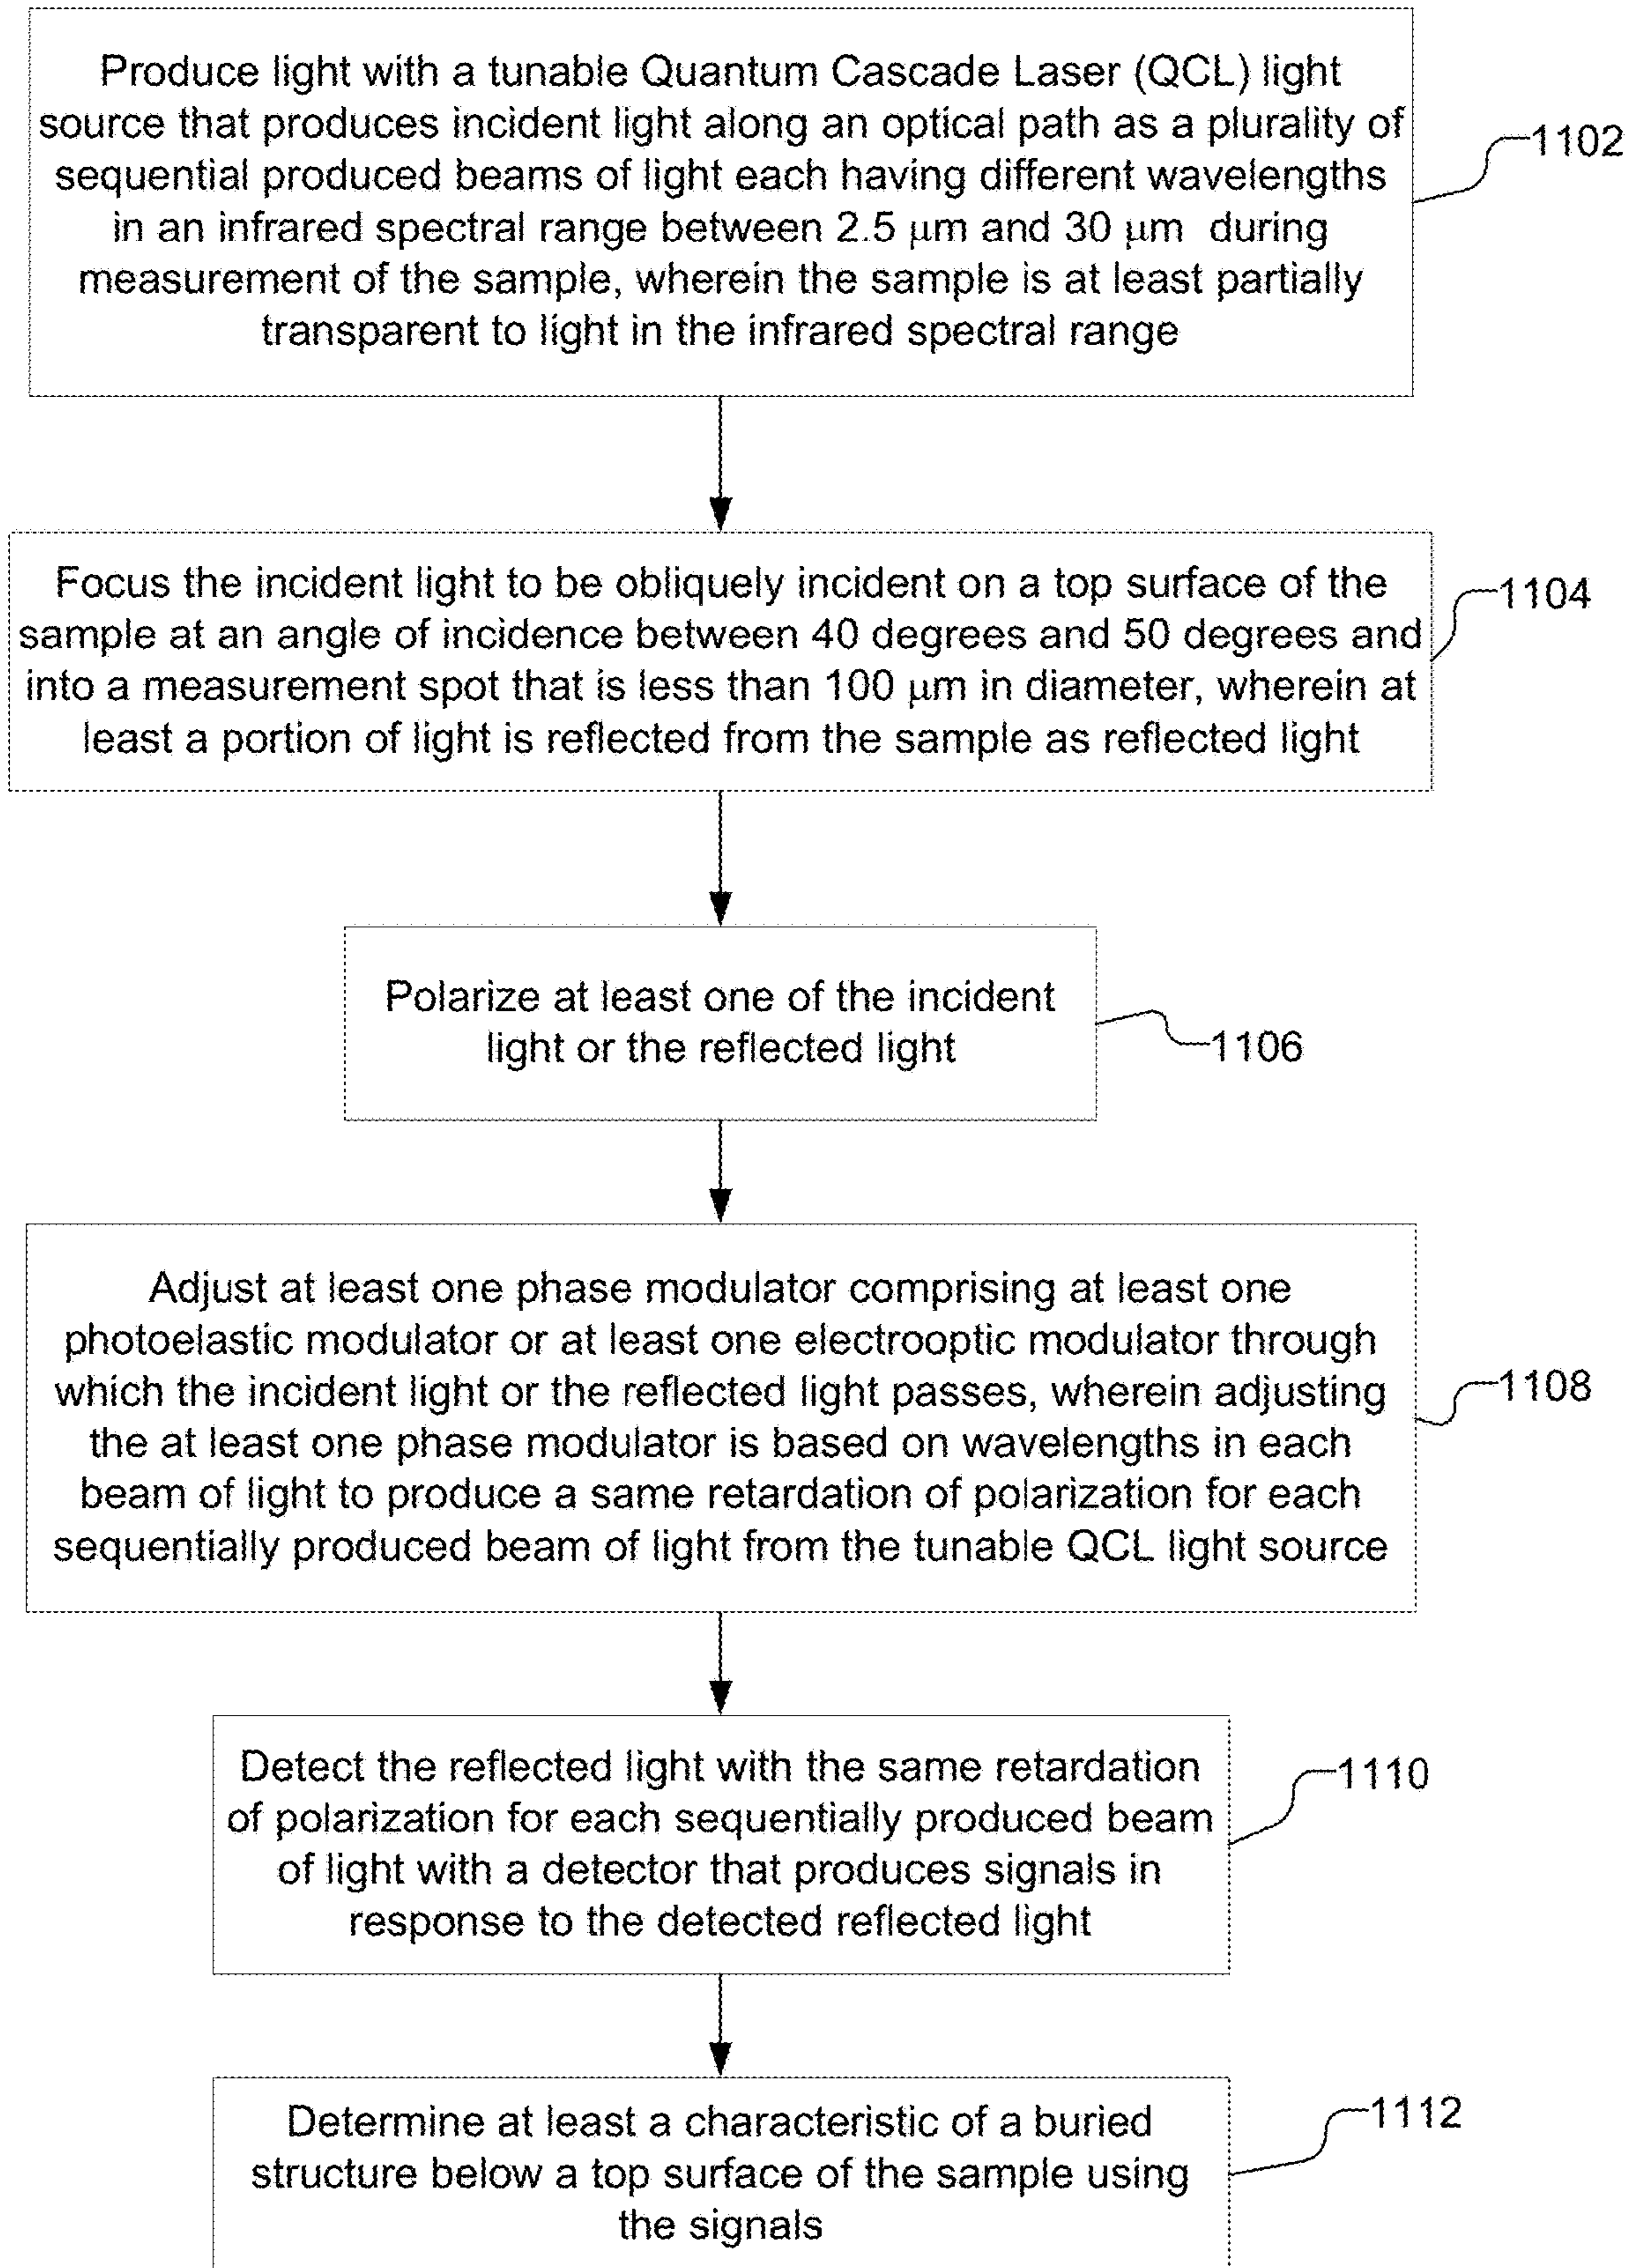 Produce light with a tunable Quantum Cascade Laser (QCL) light
source that produces incident light along an optical path as a plurality of
sequential produced beams of light each having different wavelengths
in an infrared spectral range between 2.5 μm and 30 μm during
measurement of the sample, wherein the sample is at least partially
transparent to light in the infrared spectral range
1102
Focus the incident light to be obliquely incident on a top surface of the
sample at an angle of incidence between 40 degrees and 50 degrees and
into a measurement spot that is less than 100 μm in diameter, wherein at
least a portion of light is reflected from the sample as reflected light
1104
Polarize at least one of the incident
light or the reflected light
1106
Adjust at least one phase modulator comprising at least one
photoelastic modulator or at least one electrooptic modulator through
which the incident light or the reflected light passes, wherein adjusting
the at least one phase modulator is based on wavelengths in each
beam of light to produce a same retardation of polarization for each
sequentially produced beam of light from the tunable QCL light source
1108
Detect the reflected light with the same retardation
of polarization for each sequentially produced beam
of light with a detector that produces signals in
response to the detected reflected light
1110
Determine at least a characteristic of a buried
structure below a top surface of the sample using
the signals
1112